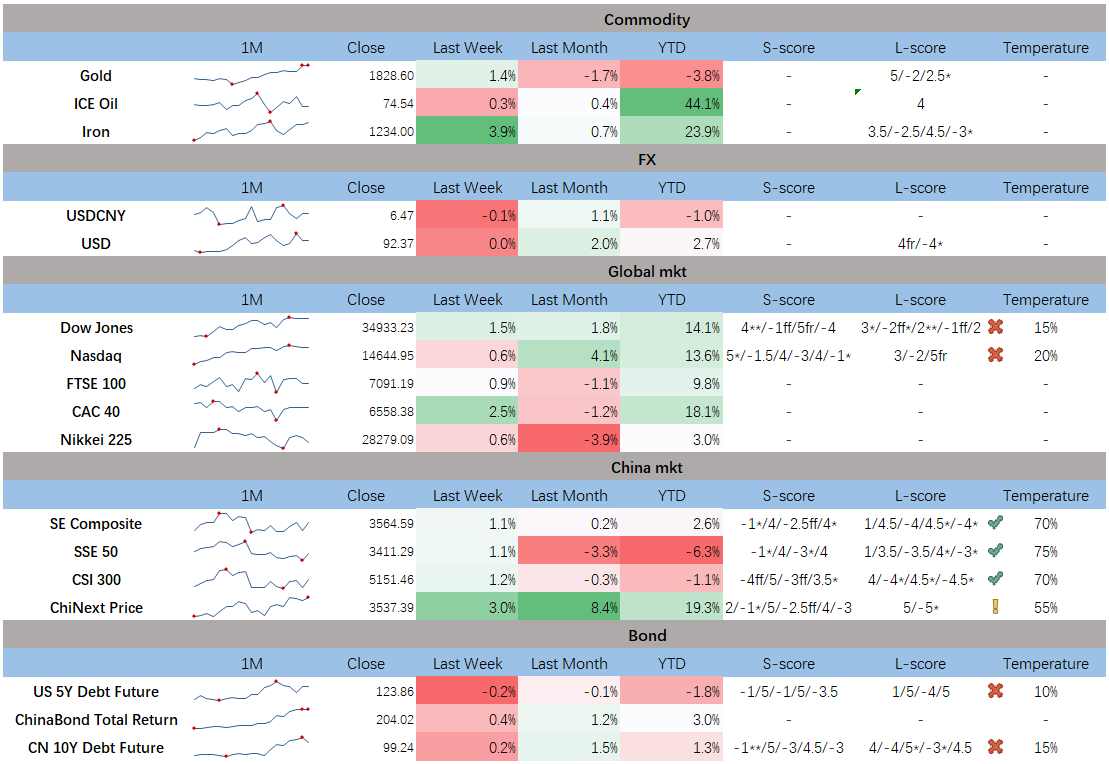 Commodity
1M Close Last Week Last Month YTD S-score L-score Temperature
Gold 1828.60 1.4% -1.7% -3.8% - 5/-2/2.5* -
ICE Oil 74.54 0.3% 0.4% 44.1% - 4 -
Iron 1234.00 3.9% 0.7% 23.9% - 3.5/-2.5/4.5/-3* -
FX
1M Close Last Week Last Month YTD S-score L-score Temperature
USDCNY 6.47 -0.1% 1.1% -1.0% - - -
USD 92.37 0.0% 2.0% 2.7% - 4fr/-4* -
Global mkt
1M Close Last Week Last Month YTD S-score L-score Temperature
Dow Jones 34933.23 1.5% 1.8% 14.1% 4**/-1ff/5fr/-4 3*/-2ff*/2**/-1ff/2 15%
Nasdaq 14644.95 0.6% 4.1% 13.6% 5*/-1.5/4/-3/4/-1* 3/-2/5fr 20%
FTSE 100 7091.19 0.9% -1.1% 9.8% - - -
CAC 40 6558.38 2.5% -1.2% 18.1% - - -
Nikkei 225 28279.09 0.6% -3.9% 3.0% - - -
China mkt
1M Close Last Week Last Month YTD S-score L-score Temperature
SE Composite 3564.59 1.1% 0.2% 2.6% -1*/4/-2.5ff/4* 1/4.5/-4/4.5*/-4* 70%
SSE 50 3411.29 1.1% -3.3% -6.3% -1*/4/-3*/4 1/3.5/-3.5/4*/-3* 75%
CSI 300 5151.46 1.2% -0.3% -1.1% -4ff/5/-3ff/3.5* 4/-4*/4.5*/-4.5* 70%
ChiNext Price 3537.39 3.0% 8.4% 19.3% 2/-1*/5/-2.5ff/4/-3 5/-5* 55%
Bond
1M Close Last Week Last Month YTD S-score L-score Temperature
US 5Y Debt Future 123.86 -0.2% -0.1% -1.8% -1/5/-1/5/-3.5 1/5/-4/5 10%
ChinaBond Total Return 204.02 0.4% 1.2% 3.0% - - -
CN 10Y Debt Future 99.24 0.2% 1.5% 1.3% -1**/5/-3/4.5/-3 4/-4/5*/-3*/4.5 15%